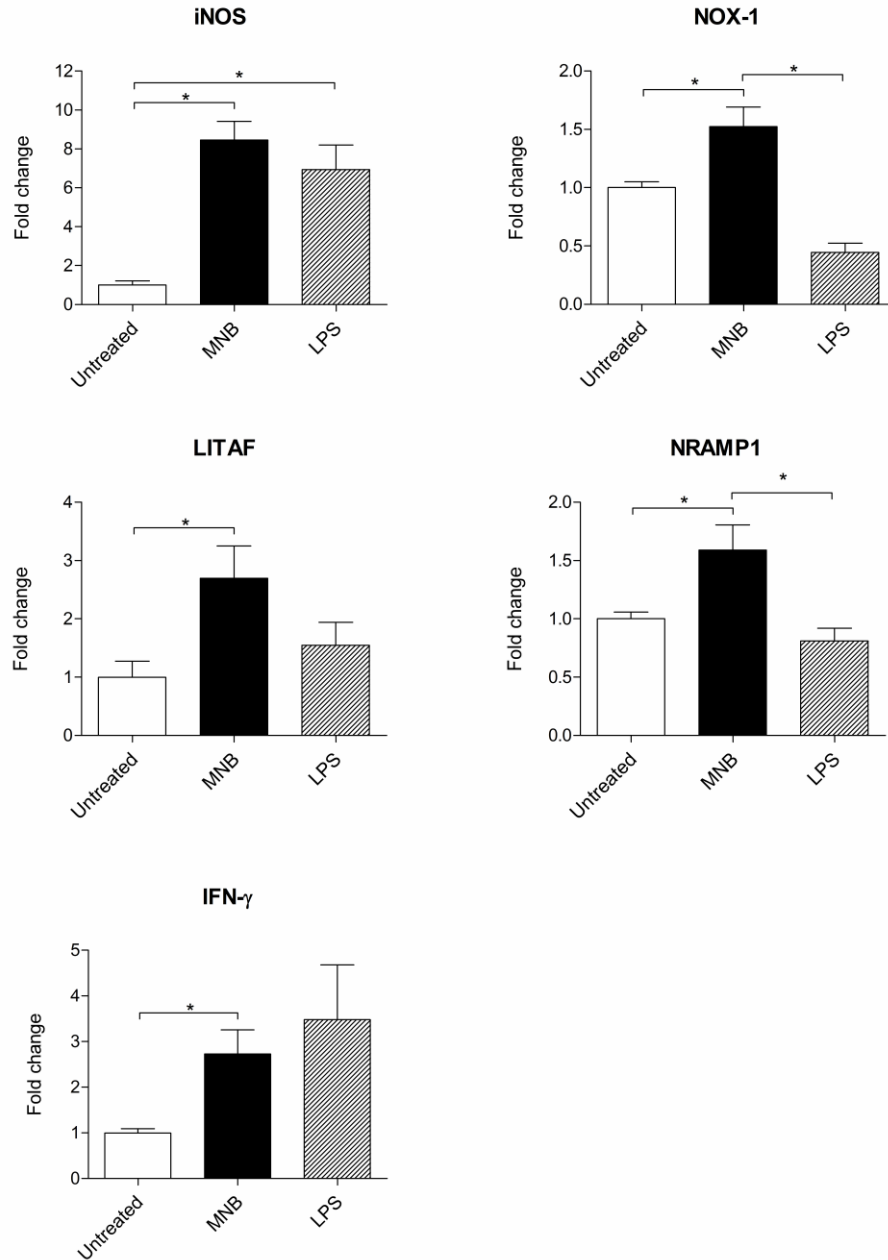 iNOS
*
*
Fold change
12
10
8
6
4
2
0
Untreated
MNB
LPS
NOX-1
*
*
Fold change
2.0
1.5
1.0
0.5
0.0
Untreated
MNB
LPS
LITAF
*
Fold change
4
3
2
1
0
Untreated
MNB
LPS
NRAMP1
*
*
Fold change
2.0
1.5
1.0
0.5
0.0
Untreated
MNB
LPS
IFN-γ
*
Fold change
5
4
3
2
1
0
Untreated
MNB
LPS